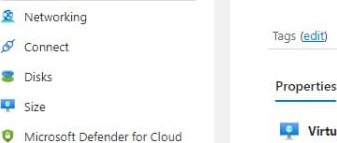 Networking
Connect
Disks
Size
Microsoft Defender for Cloud
Tags (edit)
Properties